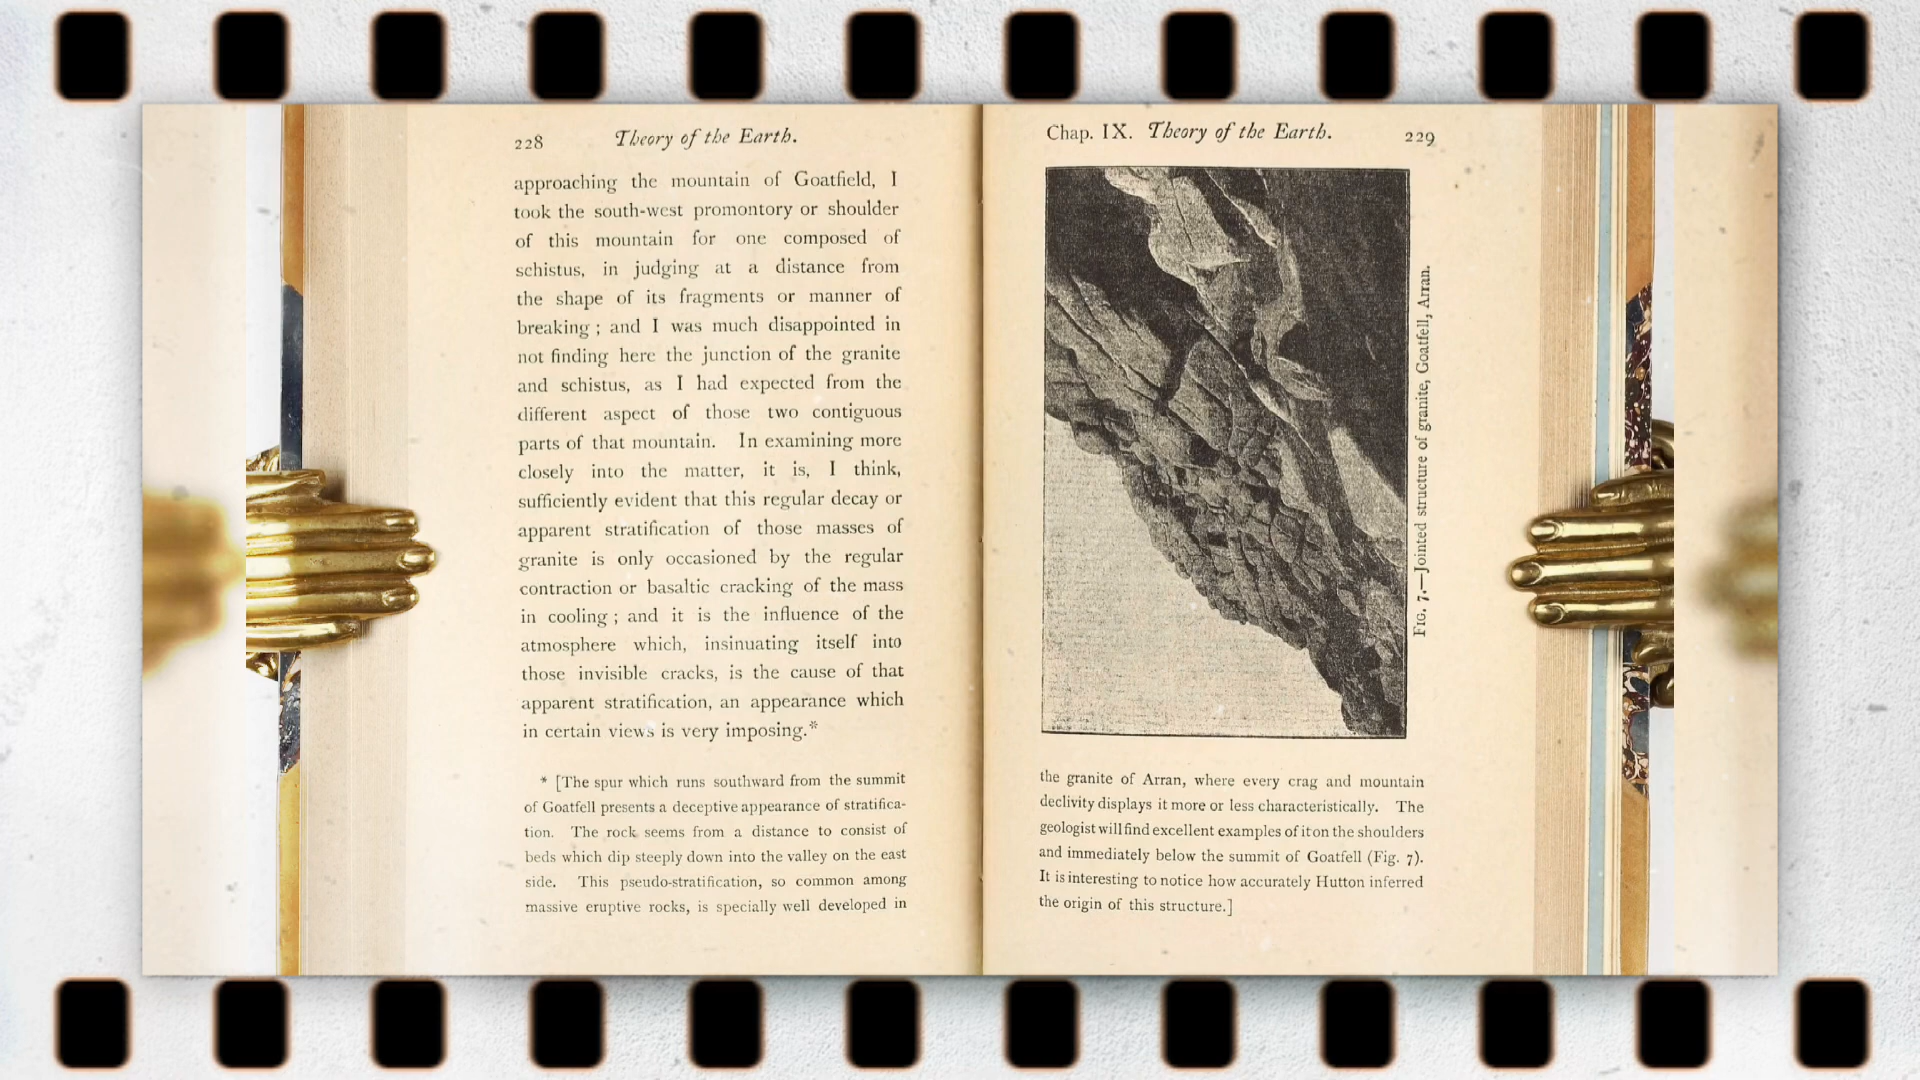 228 Theory of the Earth.
approaching the mountain of Goatfield, I
took the south-west promontory or shoulder
of this mountain for one composed of
schistus, in judging at a distance from
the shape of its fragments or manner of
breaking ; and I was much disappointed in
not finding here the junction of the granite
and schistus, as I had expected from the
different aspect of those two contiguous
parts of that mountain. In examining more
closely into the matter, it is, I think,
sufficiently evident that this regular decay or
apparent stratification of those masses of
granite is only occasioned by the regular
contraction or basaltic cracking of the mass
in cooling ; and it is the influence of the
atmosphere which, insinuating itself into
those invisible cracks, is the cause of that
apparent stratification, an appearance which
in certain views is very imposing.*
* [The spur which runs southward from the summit
of Goatfell presents a deceptive appearance of stratifica-
tion. The rock seems from a distance to consist of
beds which dip steeply down into the valley on the east
side. This pseudo-stratification, so common among
massive eruptive rocks, is specially well developed in
Chap. IX. Theory of the Earth. 229
FIG. 7.—Jointed structure of granite, Goatfell, Arran.
the granite of Arran, where every crag and mountain
declivity displays it more or less characteristically. The
geologist will find excellent examples of it on the shoulders
and immediately below the summit of Goatfell (Fig. 7).
It is interesting to notice how accurately Hutton inferred
the origin of this structure.]